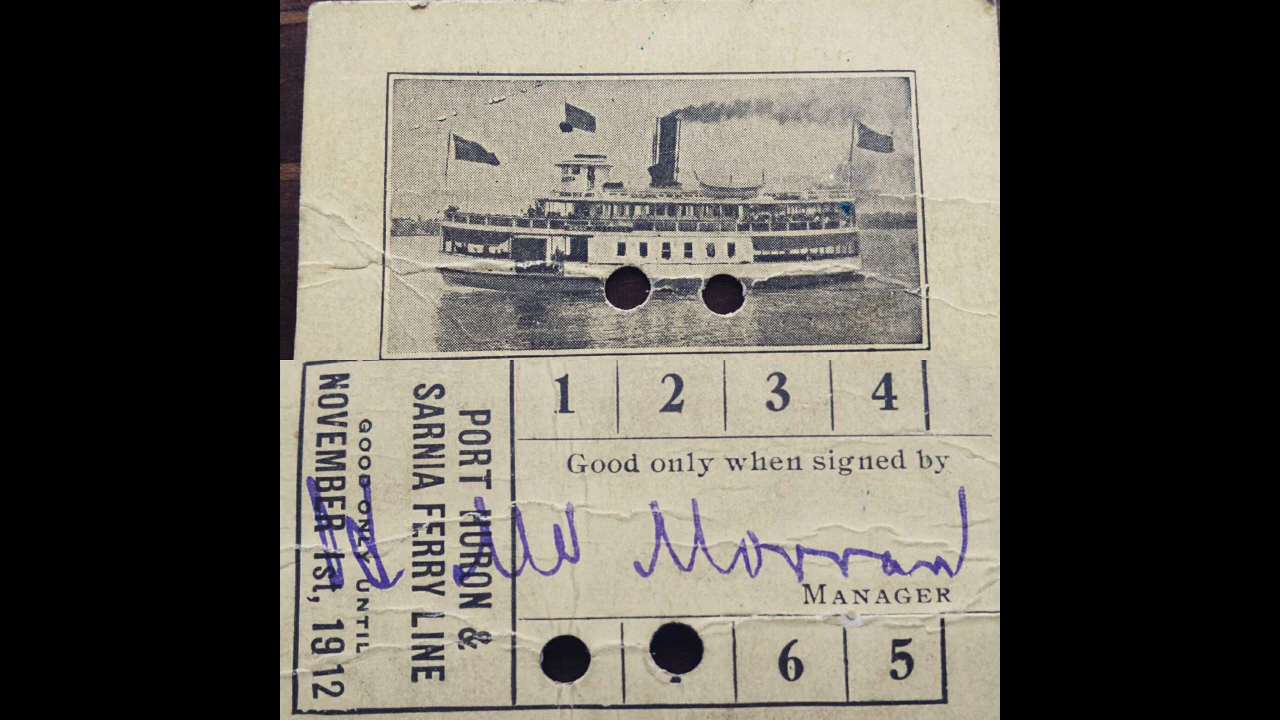 PORT HURON &
SARNIA FERRY LINE
GOOD ONLY UNTIL
NOVEMBER 1st, 1912
1 2 3 4
Good only when signed by
Morran
MANAGER
6 5